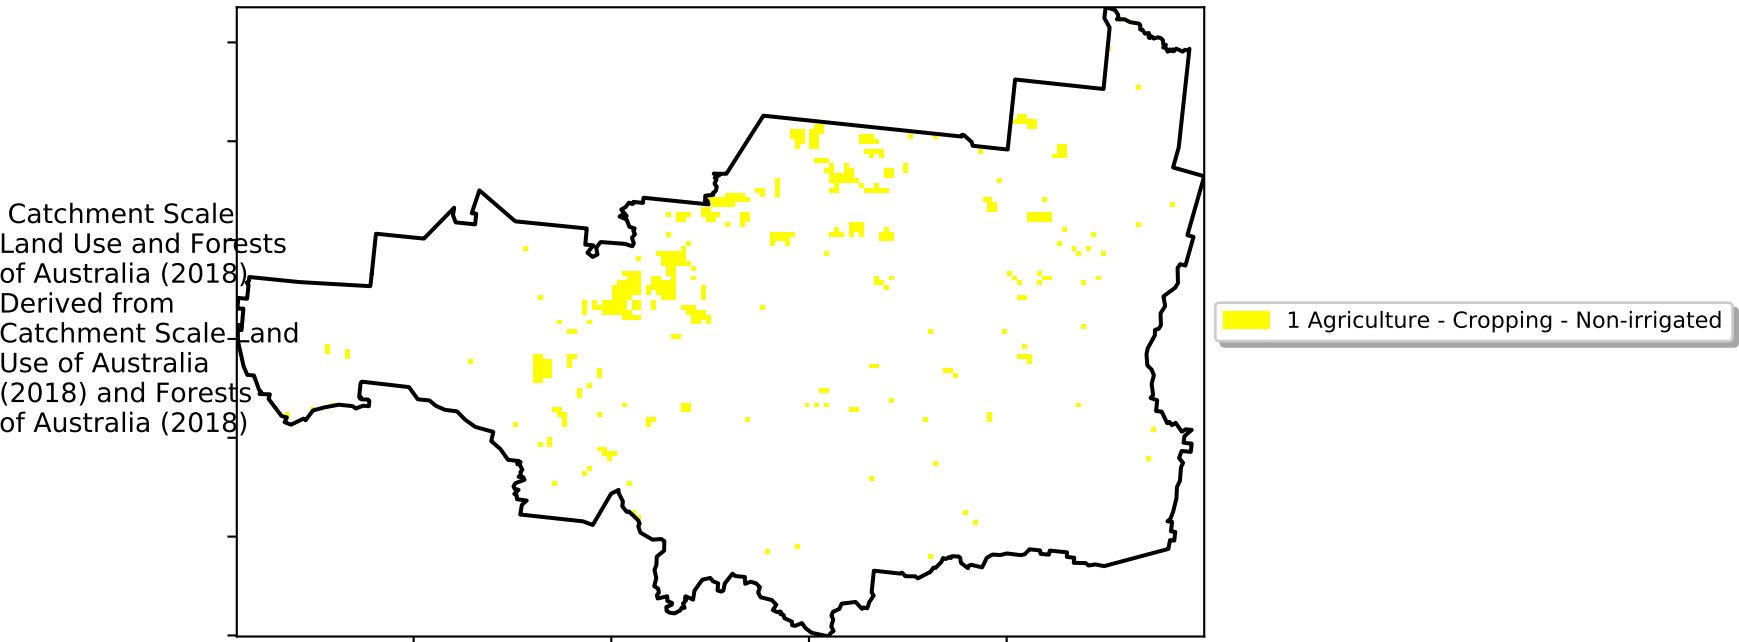 Catchment Scale
Land Use and Forests
of Australia (2018)
Derived from
Catchment Scale Land
Use of Australia
(2018) and Forests
of Australia (2018)
1 Agriculture - Cropping - Non-irrigated